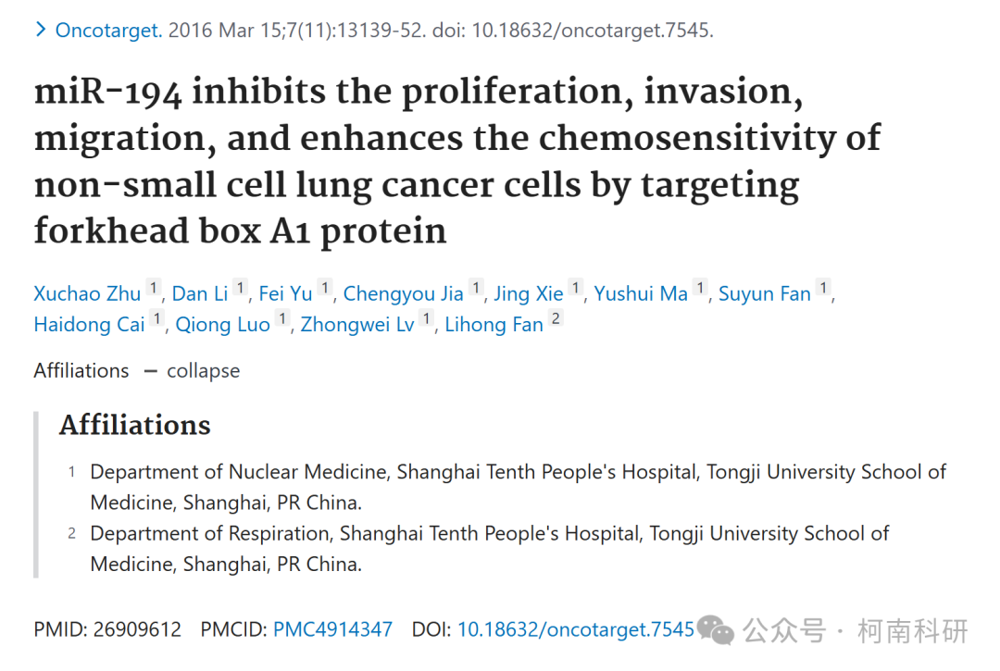 Oncotarget. 2016 Mar 15;7(11):13139-52. doi: 10.18632/oncotarget.7545.
miR-194 inhibits the proliferation, invasion,
migration, and enhances the chemosensitivity of
non-small cell lung cancer cells by targeting
forkhead box A1 protein
Xuchao Zhu 1, Dan Li 1, Fei Yu 1, Chengyou Jia 1, Jing Xie 1, Yushui Ma 1, Suyun Fan 1,
Haidong Cai 1, Qiong Luo 1, Zhongwei Lv 1, Lihong Fan 2
Affiliations — collapse
Affiliations
1 Department of Nuclear Medicine, Shanghai Tenth People's Hospital, Tongji University School of
Medicine, Shanghai, PR China.
2 Department of Respiration, Shanghai Tenth People's Hospital, Tongji University School of
Medicine, Shanghai, PR China.
PMID: 26909612 PMCID: PMC4914347 DOI: 10.18632/oncotarget.7545
公众号 · 柯南科研